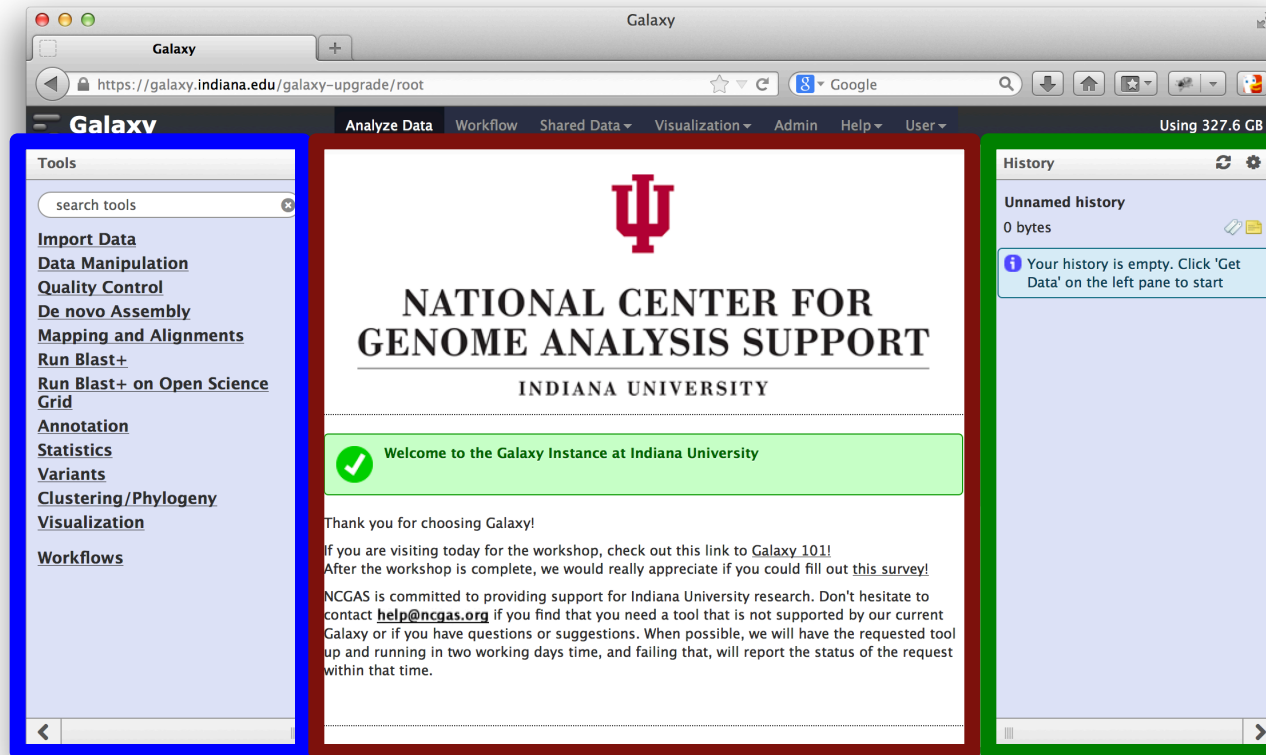 Galaxy
Galaxy
https://galaxy.indiana.edu/galaxy-upgrade/root
Google
Galaxy
Analyze Data Workflow Shared Data Visualization Admin Help User
Using 327.6 GB
Tools
search tools
Import Data
Data Manipulation
Quality Control
De novo Assembly
Mapping and Alignments
Run Blast+
Run Blast+ on Open Science
Grid
Annotation
Statistics
Variants
Clustering/Phylogeny
Visualization
Workflows
NATIONAL CENTER FOR
GENOME ANALYSIS SUPPORT
INDIANA UNIVERSITY
Welcome to the Galaxy Instance at Indiana University
Thank you for choosing Galaxy!
If you are visiting today for the workshop, check out this link to Galaxy 101!
After the workshop is complete, we would really appreciate if you could fill out this survey!
NCGAS is committed to providing support for Indiana University research. Don't hesitate to
contact help@ncgas.org if you find that you need a tool that is not supported by our current
Galaxy or if you have questions or suggestions. When possible, we will have the requested tool
up and running in two working days time, and failing that, will report the status of the request
within that time.
History
Unnamed history
0 bytes
Your history is empty. Click 'Get
Data' on the left pane to start